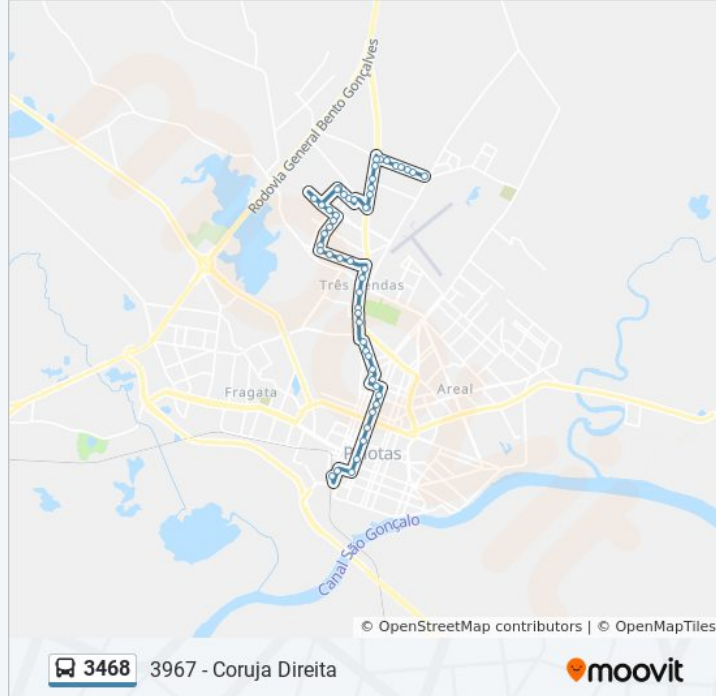 Rodovia General Bento Gonçalves
Três Vendas
Fragata
Areal
Pelotas
Canal São Gonçalo
© OpenStreetMap contributors | © OpenMapTiles
3468 3967 - Coruja Direita
moovit